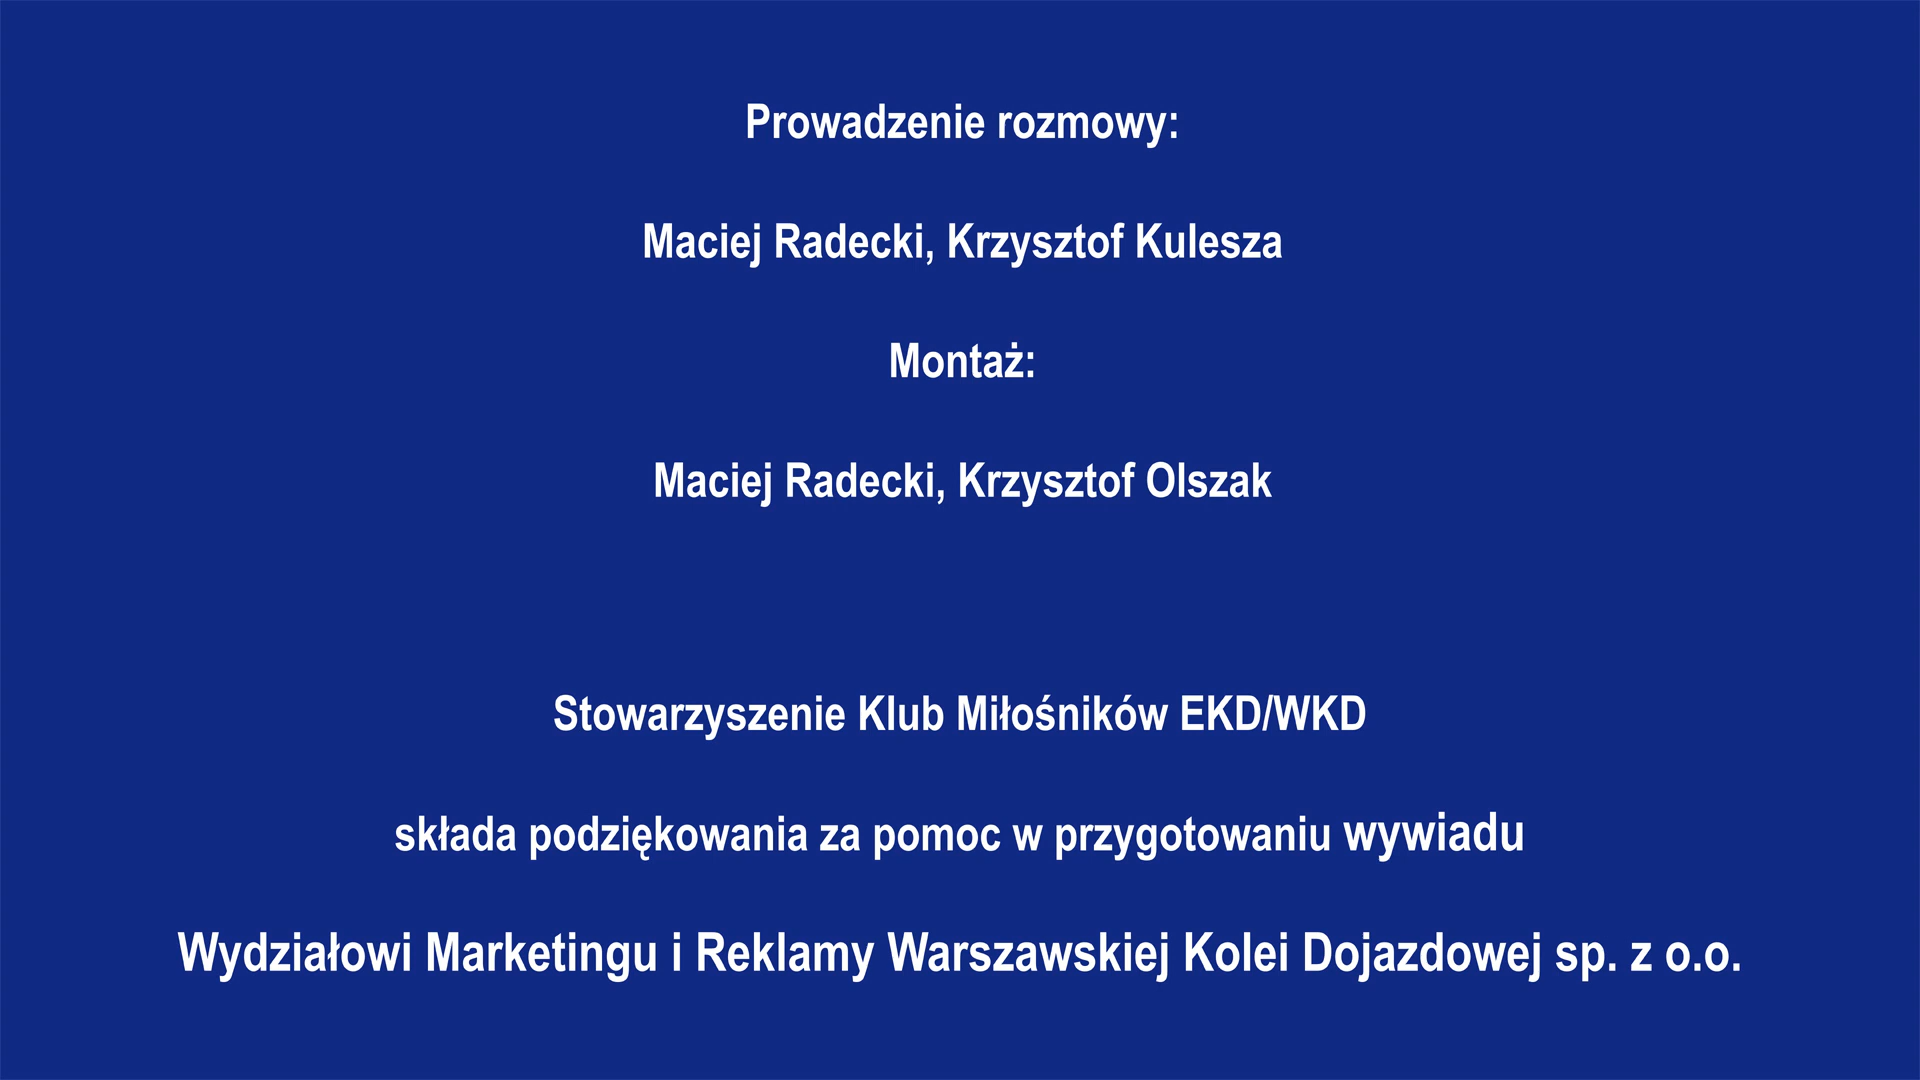 Prowadzenie rozmowy:
Maciej Radecki, Krzysztof Kulesza
Montaż:
Maciej Radecki, Krzysztof Olszak
Stowarzyszenie Klub Miłośników EKD/WKD
składa podziękowania za pomoc w przygotowaniu wywiadu
Wydziałowi Marketingu i Reklamy Warszawskiej Kolei Dojazdowej sp. z o.o.